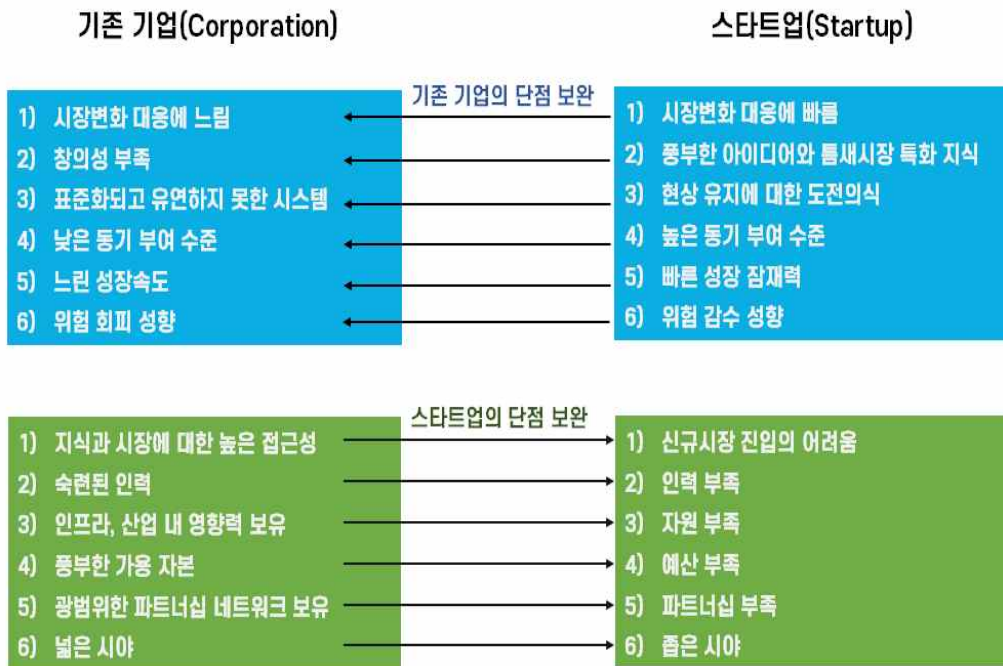 기존 기업(Corporation)
스타트업(Startup)
기존 기업의 단점 보완
1) 시장변화 대응에 느림
2) 창의성 부족
3) 표준화되고 유연하지 못한 시스템
4) 낮은 동기 부여 수준
5) 느린 성장속도
6) 위험 회피 성향
1) 시장변화 대응에 빠름
2) 풍부한 아이디어와 틈새시장 특화 지식
3) 현상 유지에 대한 도전의식
4) 높은 동기 부여 수준
5) 빠른 성장 잠재력
6) 위험 감수 성향
스타트업의 단점 보완
1) 지식과 시장에 대한 높은 접근성
2) 숙련된 인력
3) 인프라, 산업 내 영향력 보유
4) 풍부한 가용 자본
5) 광범위한 파트너십 네트워크 보유
6) 넓은 시야
1) 신규시장 진입의 어려움
2) 인력 부족
3) 자원 부족
4) 예산 부족
5) 파트너십 부족
6) 좁은 시야